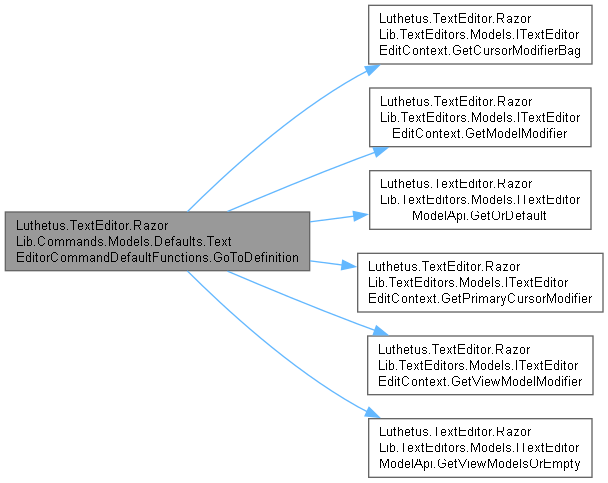 Luthetus.TextEditor.Razor
Lib.Commands.Models.Defaults.Text
EditorCommandDefaultFunctions.GoToDefinition
Luthetus.TextEditor.Razor
Lib.TextEditors.Models.ITextEditor
EditContext.GetCursorModifierBag
Luthetus.TextEditor.Razor
Lib.TextEditors.Models.ITextEditor
EditContext.GetModelModifier
Luthetus.TextEditor.Razor
Lib.TextEditors.Models.ITextEditor
ModelApi.GetOrDefault
Luthetus.TextEditor.Razor
Lib.TextEditors.Models.ITextEditor
EditContext.GetPrimaryCursorModifier
Luthetus.TextEditor.Razor
Lib.TextEditors.Models.ITextEditor
EditContext.GetViewModelModifier
Luthetus.TextEditor.Razor
Lib.TextEditors.Models.ITextEditor
ModelApi.GetViewModelsOrEmpty